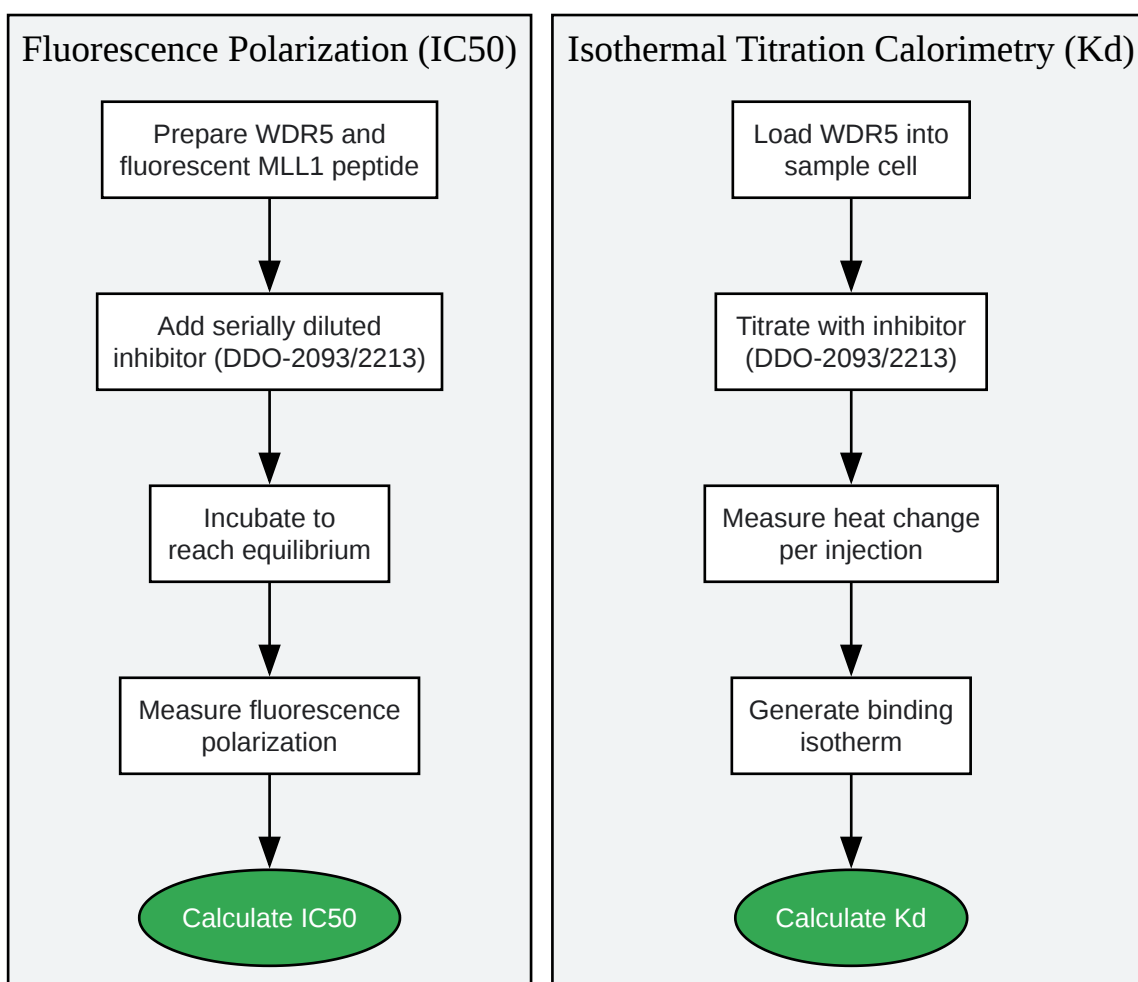 Fluorescence Polarization (IC50)
Prepare WDR5 and
fluorescent MLL1 peptide
Add serially diluted
inhibitor (DDO-2093/2213)
Incubate to
reach equilibrium
Measure fluorescence
polarization
Calculate IC50
Isothermal Titration Calorimetry (Kd)
Load WDR5 into
sample cell
Titrate with inhibitor
(DDO-2093/2213)
Measure heat change
per injection
Generate binding
isotherm
Calculate Kd